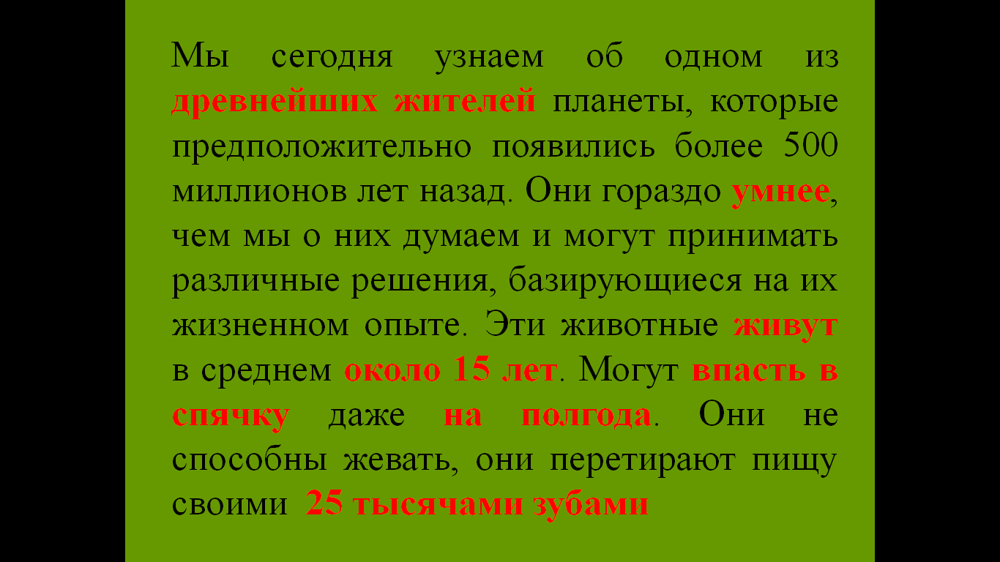 Мы сегодня узнаем об одном из
древнейших жителей планеты, которые
предположительно появились более 500
миллионов лет назад. Они гораздо умнее,
чем мы о них думаем и могут принимать
различные решения, базирующиеся на их
жизненном опыте. Эти животные живут
в среднем около 15 лет. Могут впасть в
спячку даже на полгода. Они не
способны жевать, они перетирают пищу
своими 25 тысячами зубами